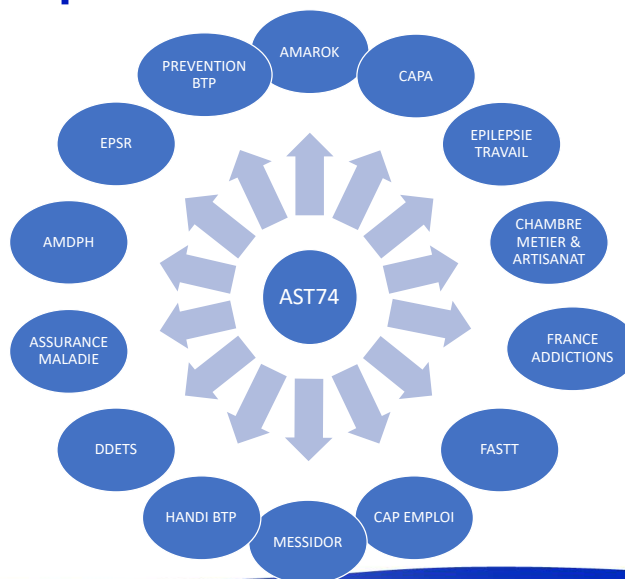 AMAROK
CAPA
EPILEPSIE
TRAVAIL
CHAMBRE
METIER &
ARTISANAT
FRANCE
ADDICTIONS
FASTT
CAP EMPLOI
MESSIDOR
HANDI BTP
DDETS
ASSURANCE
MALADIE
AMDPH
EPSR
PREVENTION
BTP
AST74